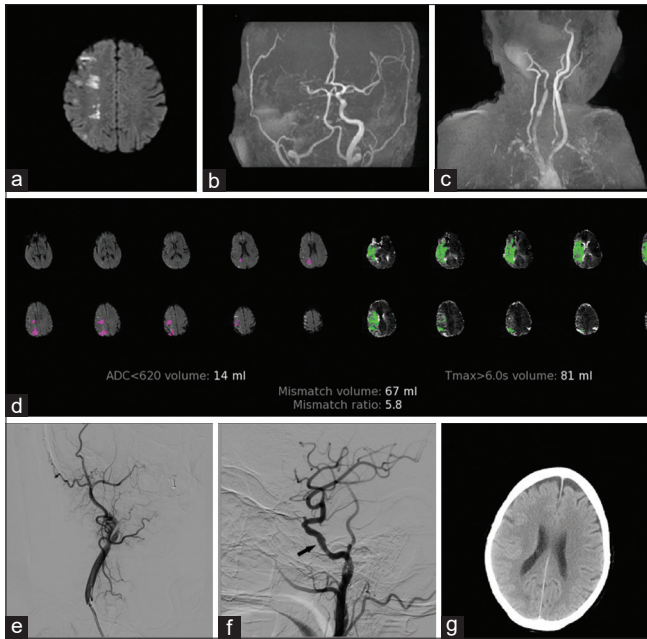 a
b
c
ADC<620 volume: 14 ml
Tmax>6.0s volume: 81 ml
Mismatch volume: 67 ml
Mismatch ratio: 5.8
d
e
f
g